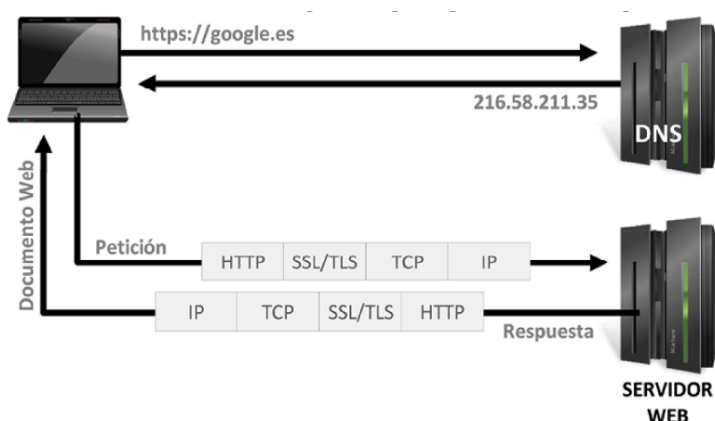 https://google.es
216.58.211.35
DNS
Documento Web
Petición
HTTP SSL/TLS TCP IP
IP TCP SSL/TLS HTTP
Respuesta
SERVIDOR
WEB